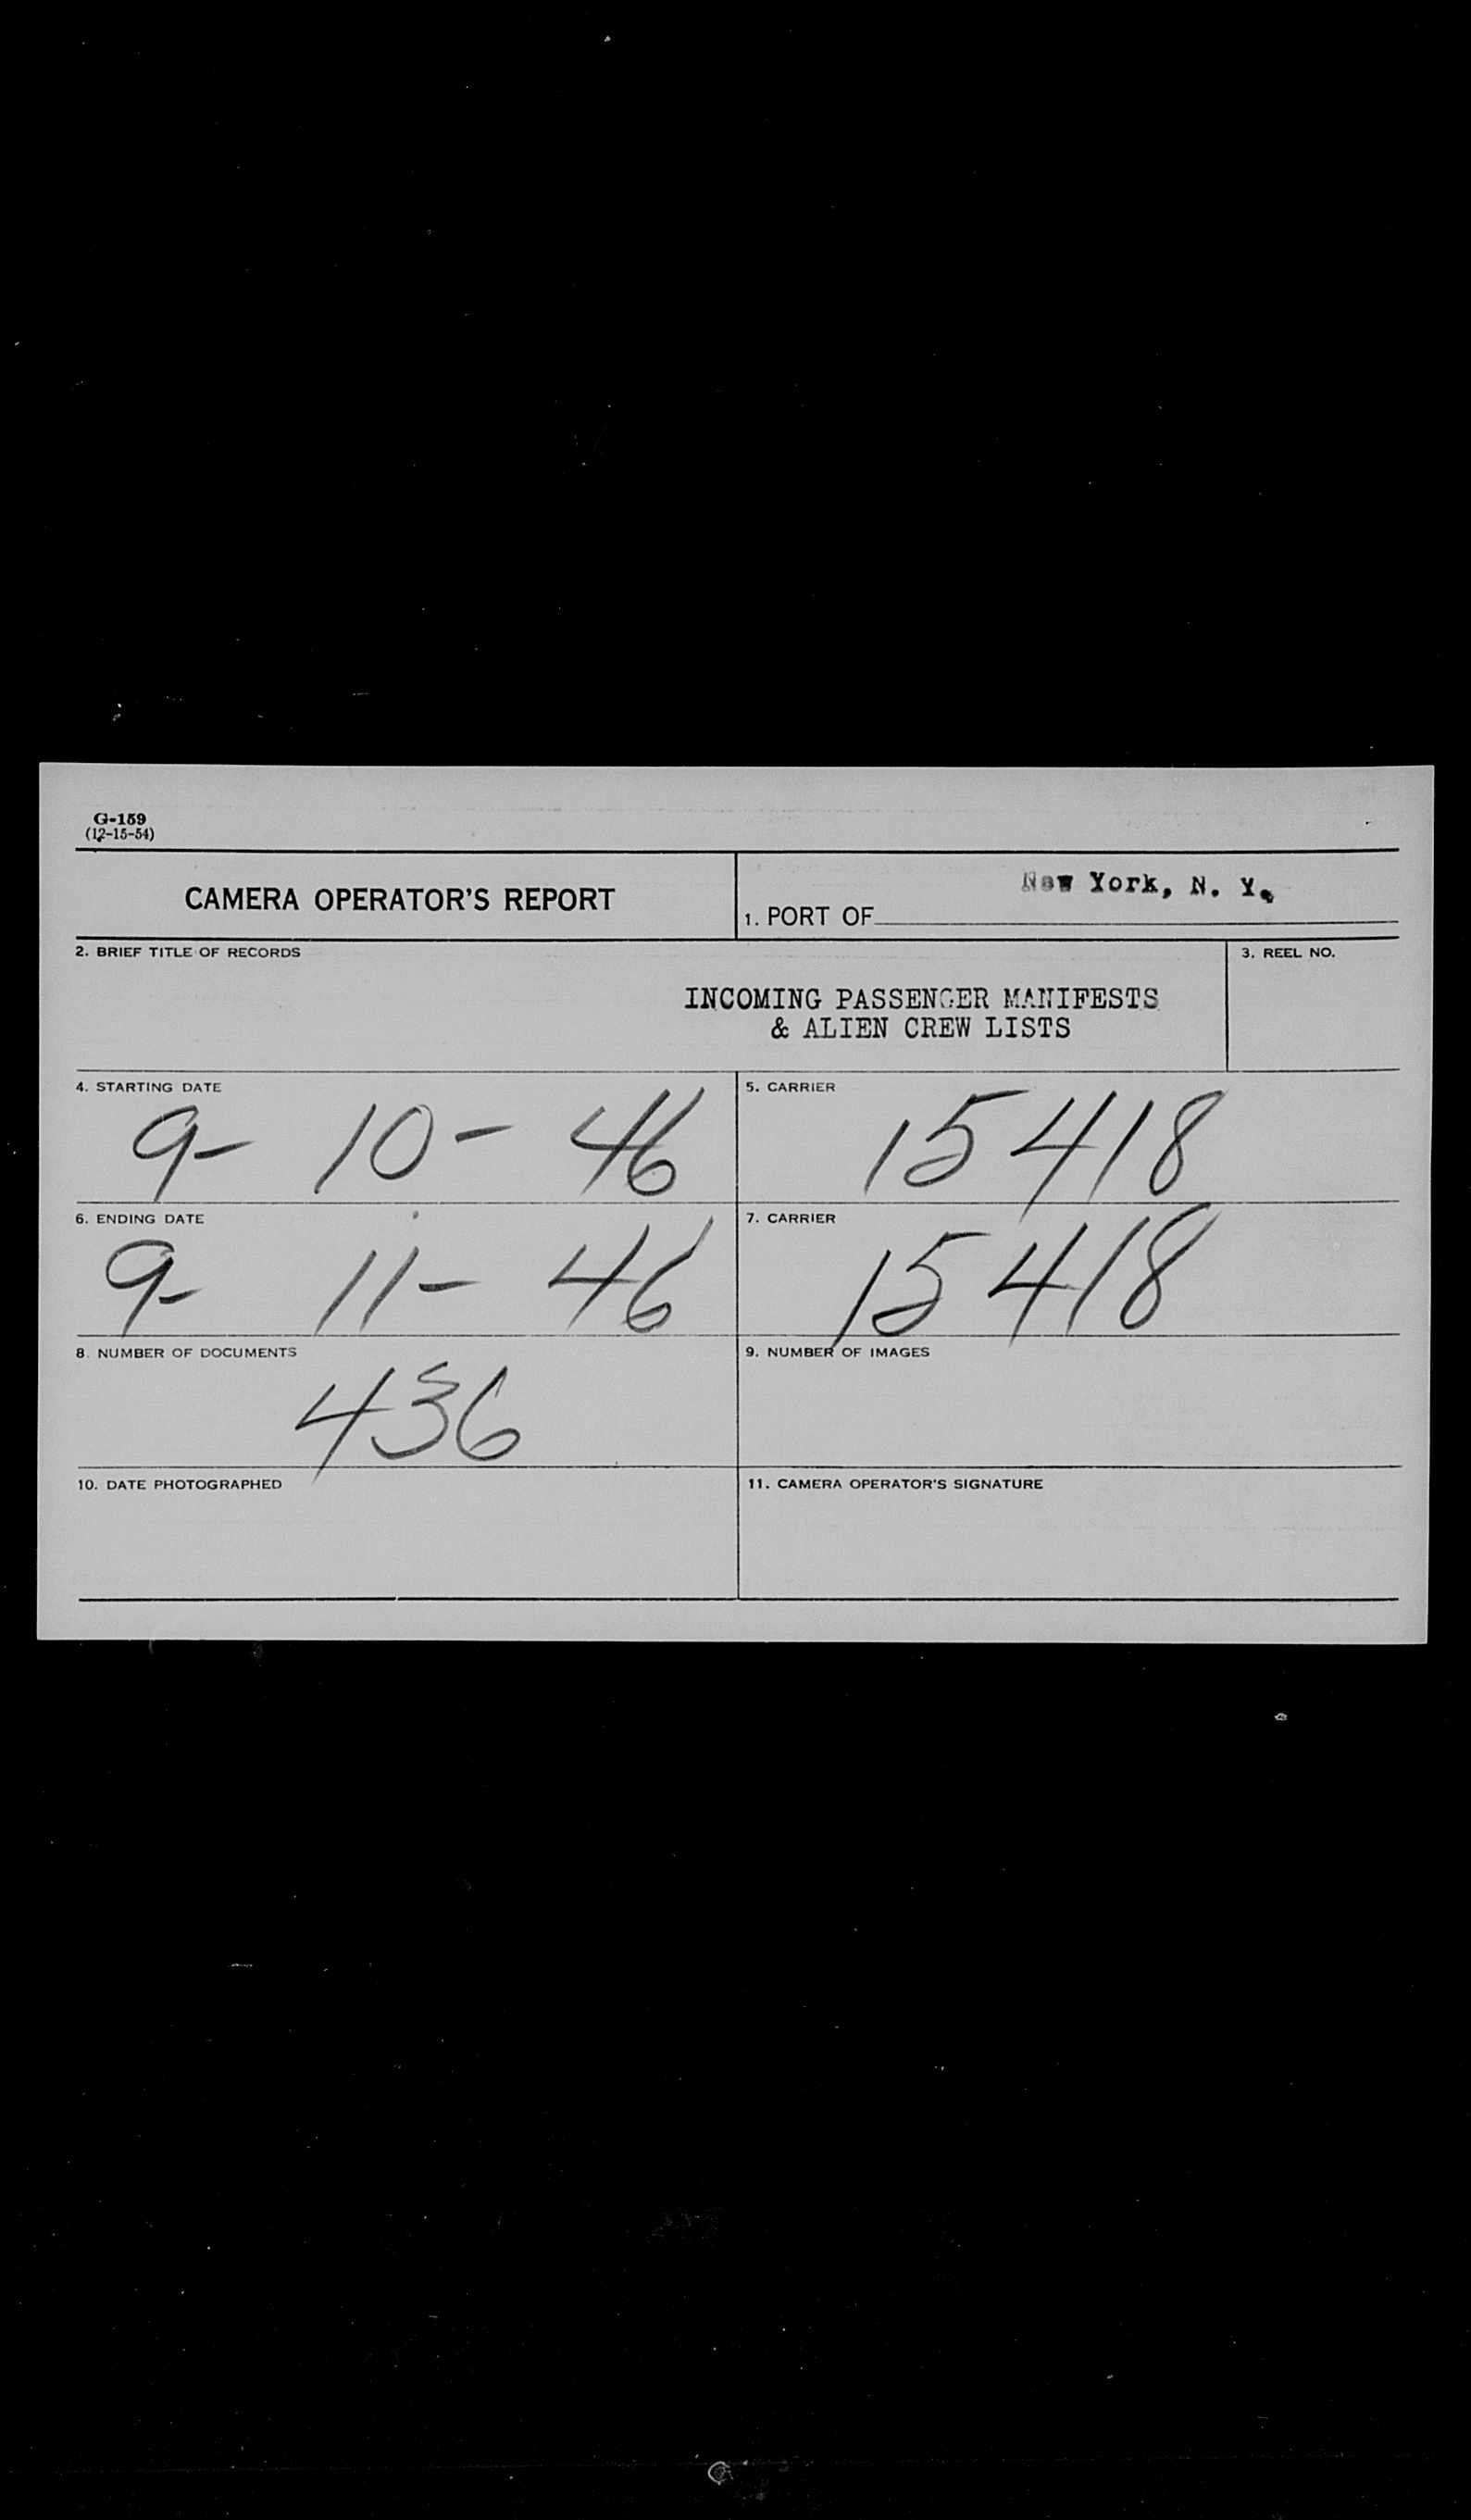 G-159
(12-15-54)
CAMERA OPERATOR'S REPORT
1. PORT OF New York, N. Y.
2. BRIEF TITLE OF RECORDS
INCOMING PASSENGER MANIFESTS
& ALIEN CREW LISTS
3. REEL NO.
4. STARTING DATE
9- 10- 46
5. CARRIER
15418
6. ENDING DATE
9- 11- 46
7. CARRIER
15418
8. NUMBER OF DOCUMENTS
436
9. NUMBER OF IMAGES
10. DATE PHOTOGRAPHED
11. CAMERA OPERATOR'S SIGNATURE